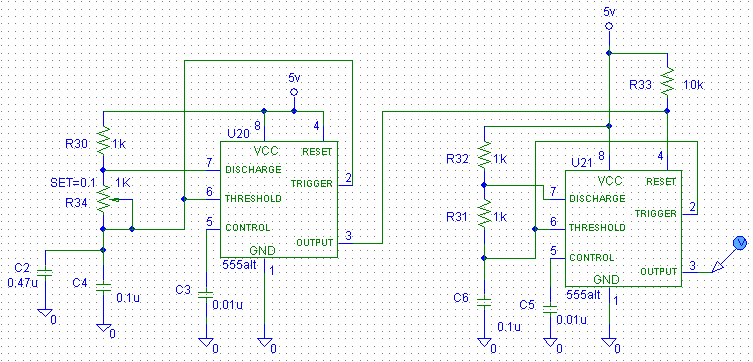 5v
R33
10k
5v
R30
1k
8
4
U20
VCC
RESET
7
DISCHARGE
SET=0.1
1K
R34
TRIGGER
2
6
THRESHOLD
5
CONTROL
OUTPUT
3
GND
555alt
1
C2
0.47u
C4
0.1u
C3
0.01u
0
0
0
0
R32
1k
8
4
U21
VCC
RESET
7
DISCHARGE
R31
1k
TRIGGER
2
6
THRESHOLD
5
CONTROL
OUTPUT
3
V
GND
555alt
1
C6
0.1u
C5
0.01u
0
0
0